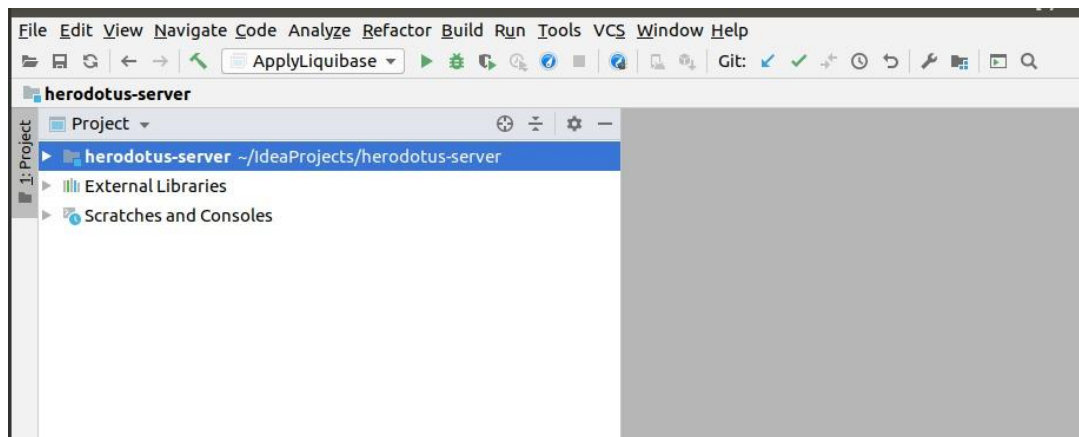 File Edit View Navigate Code Analyze Refactor Build Run Tools VCS Window Help
ApplyLiquibase Git:
herodotus-server
Project
1: Project
herodotus-server ~/IdeaProjects/herodotus-server
External Libraries
Scratches and Consoles